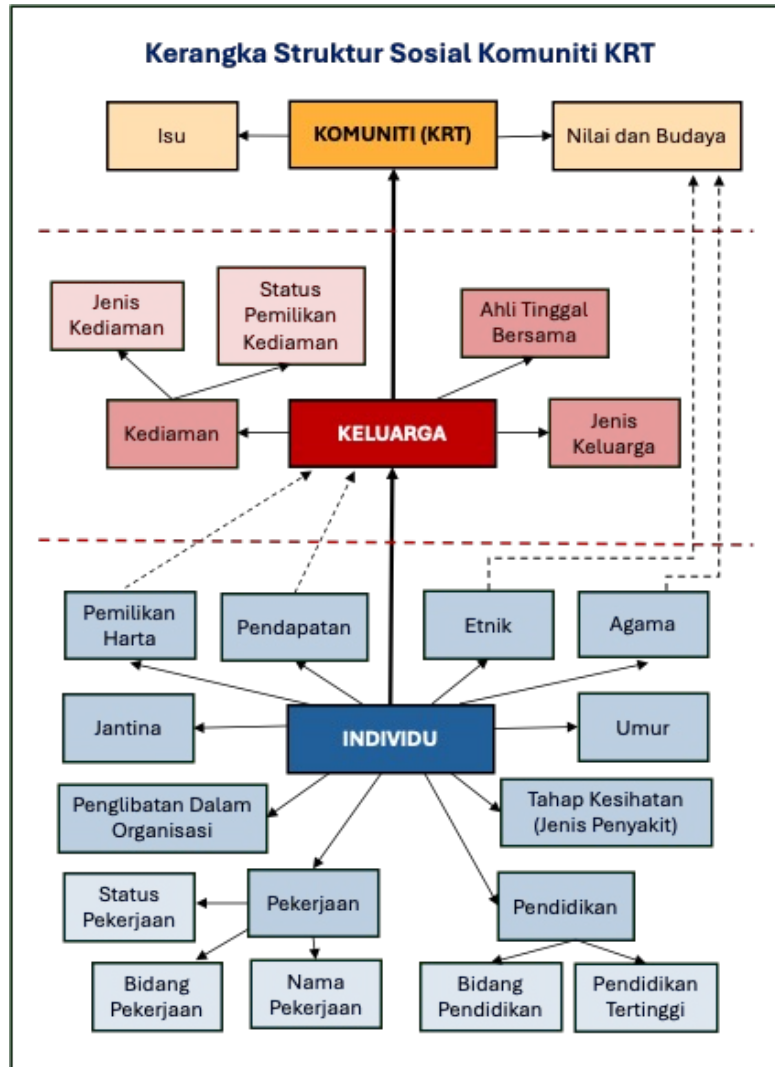 Kerangka Struktur Sosial Komuniti KRT
Isu
KOMUNITI (KRT)
Nilai dan Budaya
Jenis
Kediaman
Status
Pemilikan
Kediaman
Ahli Tinggal
Bersama
Kediaman
KELUARGA
Jenis
Keluarga
Pemilikan
Harta
Pendapatan
Etnik
Agama
Jantina
INDIVIDU
Umur
Penglibatan Dalam
Organisasi
Tahap Kesihatan
(Jenis Penyakit)
Status
Pekerjaan
Pekerjaan
Pendidikan
Bidang
Pekerjaan
Nama
Pekerjaan
Bidang
Pendidikan
Pendidikan
Tertinggi